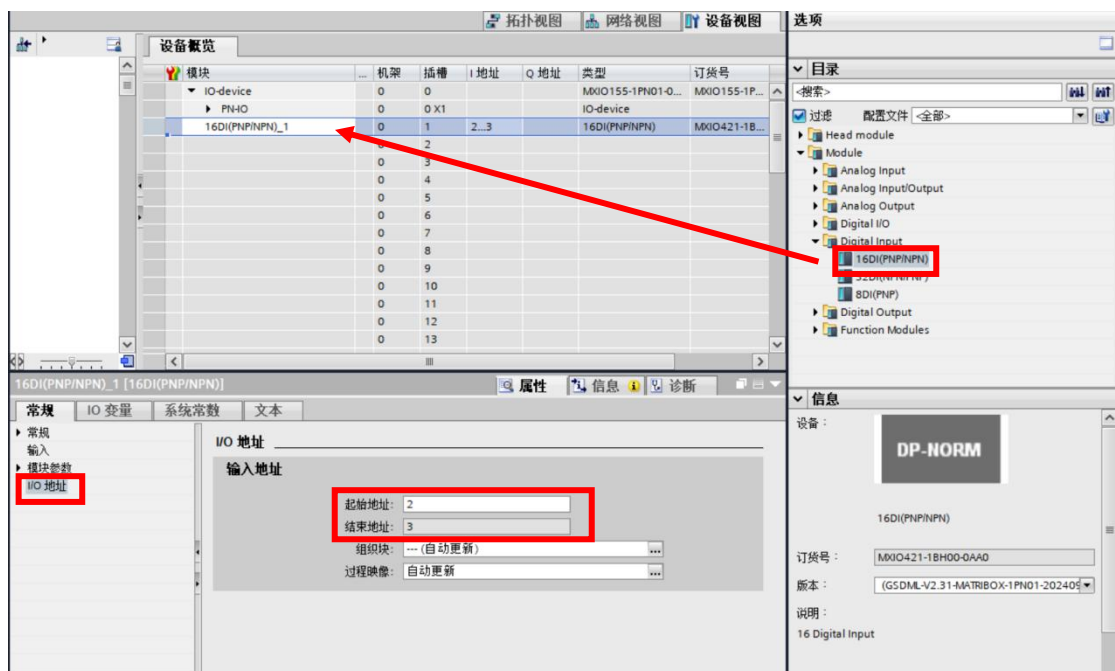 拓扑视图 网络视图 设备视图 选项
设备概览
模块 ... 机架 插槽 I 地址 Q 地址 类型 订货号
IO-device 0 0 MXIO155-1PN01-0... MXIO155-1P...
PN-IO 0 0 X1 IO-device
16DI(PNP/NPN)_1 0 1 2...3 16DI(PNP/NPN) MXIO421-1B...
0 2
0 3
0 4
0 5
0 6
0 7
0 8
0 9
0 10
0 11
0 12
0 13
目录
<搜索>
过滤 配置文件 <全部>
Head module
Module
Analog Input
Analog Input/Output
Analog Output
Digital I/O
Digital Input
16DI(PNP/NPN)
32DI(NPN/PNP)
8DI(PNP)
Digital Output
Function Modules
16DI(PNP/NPN)_1 [16DI(PNP/NPN)]
属性 信息 诊断
常规 IO 变量 系统常数 文本
常规
输入
模块参数
I/O 地址
I/O 地址
输入地址
起始地址: 2
结束地址: 3
组织块: --- (自动更新) ...
过程映像: 自动更新 ...
信息
设备:
DP-NORM
16DI(PNP/NPN)
订货号: MXIO421-1BH00-0AA0
版本: (GSDML-V2.31-MATRIBOX-1PN01-202409
说明:
16 Digital Input